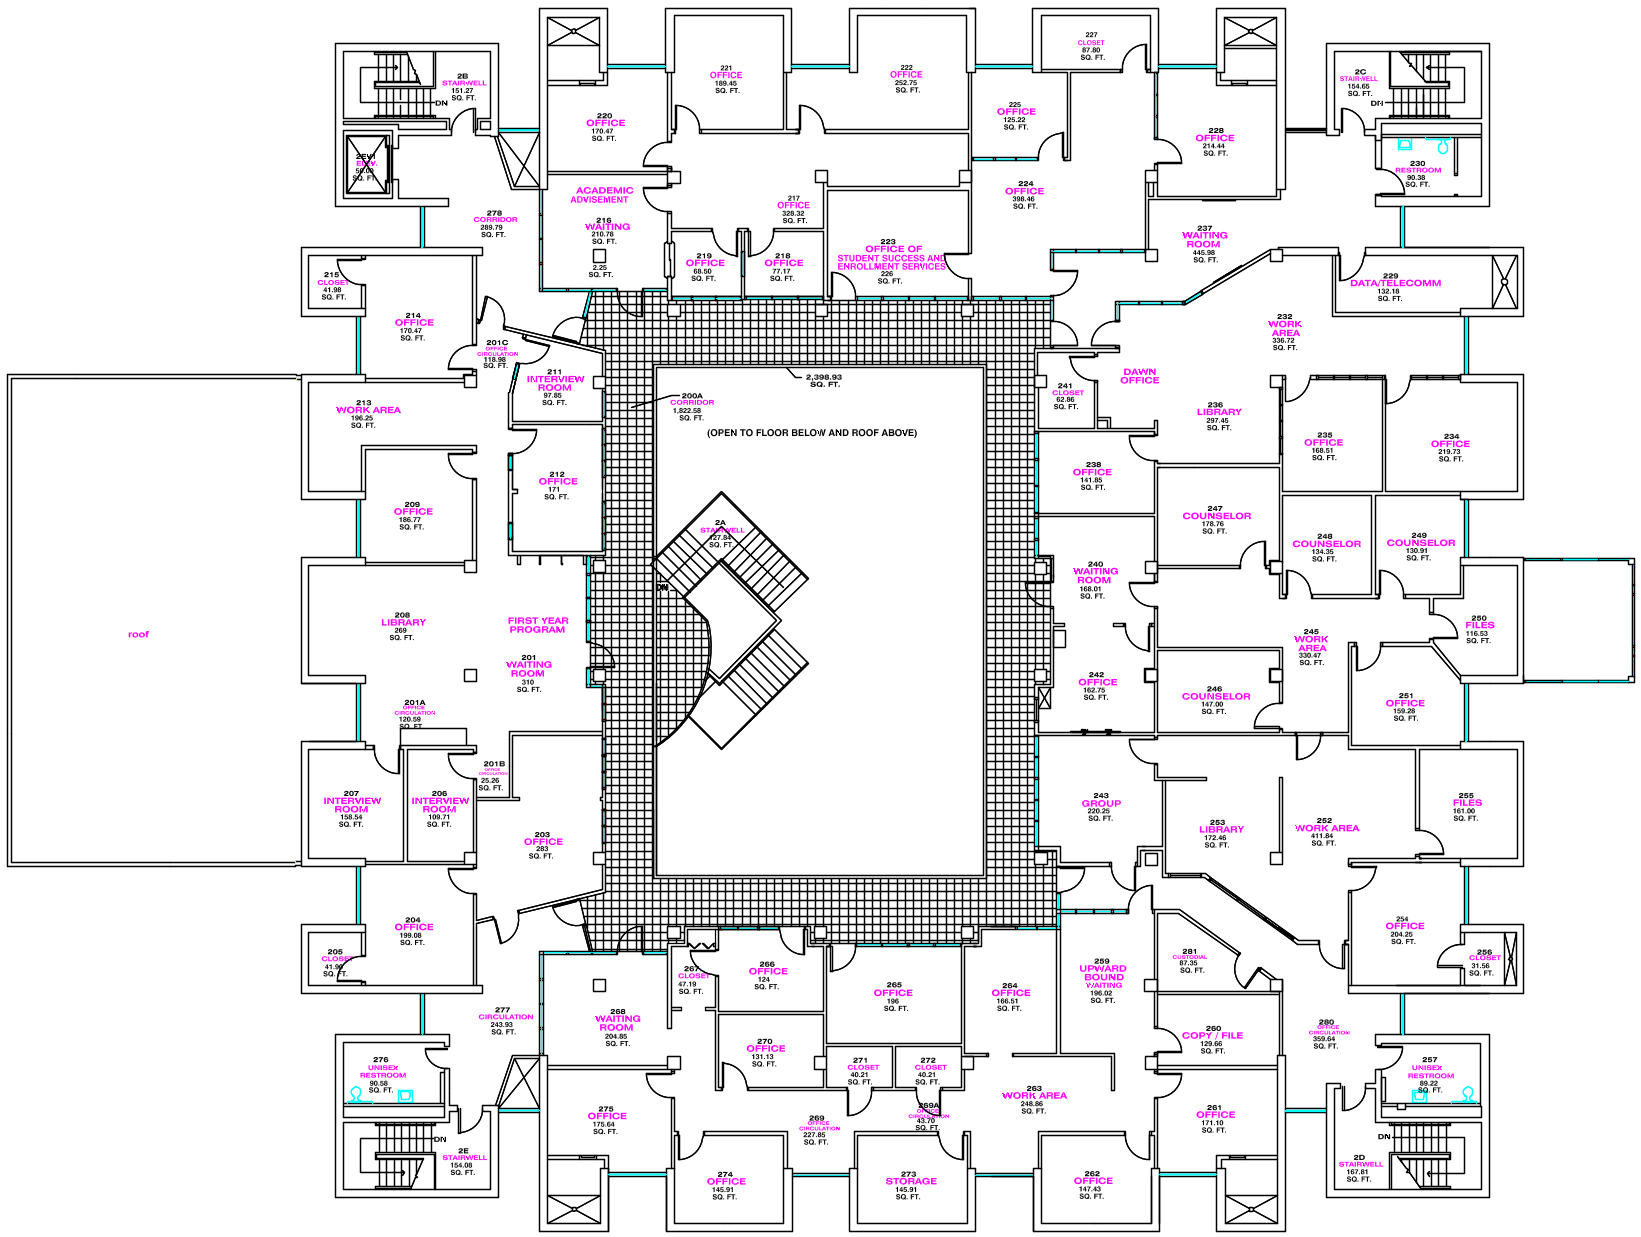 227
CLOSET
87.80
SQ. FT.
221
OFFICE
189.45
SQ. FT.
222
OFFICE
252.75
SQ. FT.
2B
STAIRWELL
151.27
SQ. FT.
DN
2C
STAIRWELL
154.65
SQ. FT.
DN
225
OFFICE
125.22
SQ. FT.
220
OFFICE
170.47
SQ. FT.
228
OFFICE
214.44
SQ. FT.
2EV1
ELEV.
SQ. FT.
230
RESTROOM
90.38
SQ. FT.
ACADEMIC
ADVISEMENT
216
WAITING
210.78
SQ. FT.
2.25
SQ. FT.
224
OFFICE
398.46
SQ. FT.
217
OFFICE
328.32
SQ. FT.
278
CORRIDOR
289.79
SQ. FT.
237
WAITING
ROOM
445.98
SQ. FT.
223
OFFICE OF
STUDENT SUCCESS AND
ENROLLMENT SERVICES
226
SQ. FT.
219
OFFICE
68.50
SQ. FT.
218
OFFICE
77.17
SQ. FT.
215
CLOSET
41.98
SQ. FT.
229
DATA/TELECOMM
132.18
SQ. FT.
214
OFFICE
170.47
SQ. FT.
232
WORK
AREA
336.72
SQ. FT.
201C
OFFICE
CIRCULATION
118.98
SQ. FT.
211
INTERVIEW
ROOM
97.85
SQ. FT.
2,398.93
SQ. FT.
DAWN
OFFICE
241
CLOSET
62.86
SQ. FT.
200A
CORRIDOR
1,822.58
SQ. FT.
213
WORK AREA
196.25
SQ. FT.
236
LIBRARY
297.45
SQ. FT.
(OPEN TO FLOOR BELOW AND ROOF ABOVE)
235
OFFICE
168.51
SQ. FT.
234
OFFICE
219.73
SQ. FT.
238
OFFICE
141.85
SQ. FT.
212
OFFICE
171
SQ. FT.
209
OFFICE
186.77
SQ. FT.
247
COUNSELOR
178.76
SQ. FT.
2A
STAIRWELL
127.84
SQ. FT.
DN
248
COUNSELOR
134.35
SQ. FT.
249
COUNSELOR
130.91
SQ. FT.
240
WAITING
ROOM
168.01
SQ. FT.
208
LIBRARY
269
SQ. FT.
FIRST YEAR
PROGRAM
250
FILES
116.53
SQ. FT.
roof
245
WORK
AREA
330.47
SQ. FT.
201
WAITING
ROOM
310
SQ. FT.
242
OFFICE
162.75
SQ. FT.
246
COUNSELOR
147.00
SQ. FT.
251
OFFICE
159.28
SQ. FT.
201A
OFFICE
CIRCULATION
120.59
SQ. FT.
201B
OFFICE
CIRCULATION
25.26
SQ. FT.
207
INTERVIEW
ROOM
158.54
SQ. FT.
206
INTERVIEW
ROOM
109.71
SQ. FT.
243
GROUP
220.25
SQ. FT.
255
FILES
161.00
SQ. FT.
203
OFFICE
283
SQ. FT.
253
LIBRARY
172.46
SQ. FT.
252
WORK AREA
411.84
SQ. FT.
204
OFFICE
199.08
SQ. FT.
254
OFFICE
204.25
SQ. FT.
205
CLOSET
SQ. FT.
281
CUSTODIAL
87.35
SQ. FT.
256
CLOSET
31.56
SQ. FT.
267
CLOSET
47.19
SQ. FT.
266
OFFICE
124
SQ. FT.
259
UPWARD
BOUND
WAITING
196.02
SQ. FT.
265
OFFICE
196
SQ. FT.
264
OFFICE
166.51
SQ. FT.
277
CIRCULATION
243.93
SQ. FT.
268
WAITING
ROOM
204.85
SQ. FT.
260
COPY / FILE
129.66
SQ. FT.
280
OFFICE
CIRCULATION
359.64
SQ. FT.
270
OFFICE
131.13
SQ. FT.
276
UNISEX
RESTROOM
90.58
SQ. FT.
271
CLOSET
40.21
SQ. FT.
272
CLOSET
40.21
SQ. FT.
257
UNISEX
RESTROOM
89.22
SQ. FT.
263
WORK AREA
248.86
SQ. FT.
275
OFFICE
175.64
SQ. FT.
269
OFFICE
CIRCULATION
227.85
SQ. FT.
269A
OFFICE
CIRCULATION
43.70
SQ. FT.
261
OFFICE
171.10
SQ. FT.
DN
2E
STAIRWELL
154.08
SQ. FT.
DN
2D
STAIRWELL
167.81
SQ. FT.
274
OFFICE
145.91
SQ. FT.
273
STORAGE
145.91
SQ. FT.
262
OFFICE
147.43
SQ. FT.